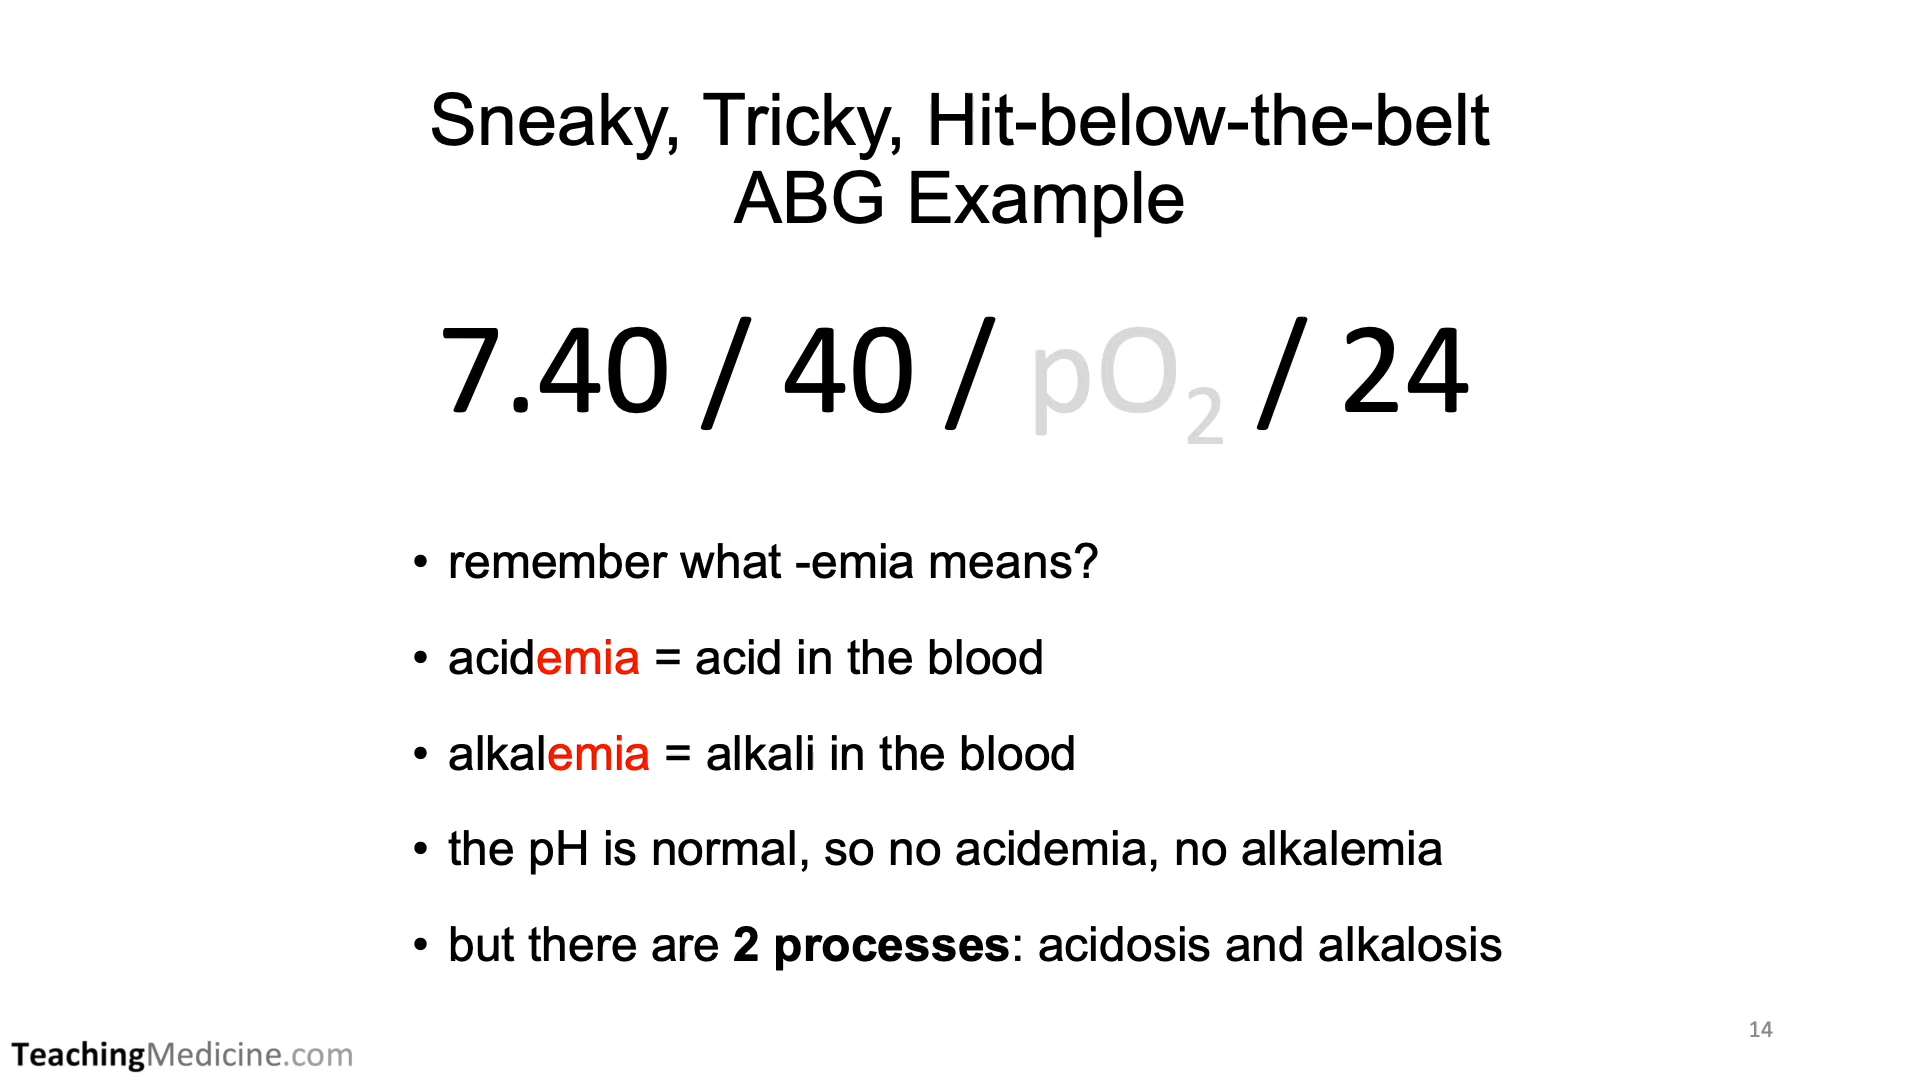 Sneaky, Tricky, Hit-below-the-belt
ABG Example
7.40 / 40 / pO₂ / 24
• remember what -emia means?
• acidemia = acid in the blood
• alkalemia = alkali in the blood
• the pH is normal, so no acidemia, no alkalemia
• but there are 2 processes: acidosis and alkalosis
14
TeachingMedicine.com